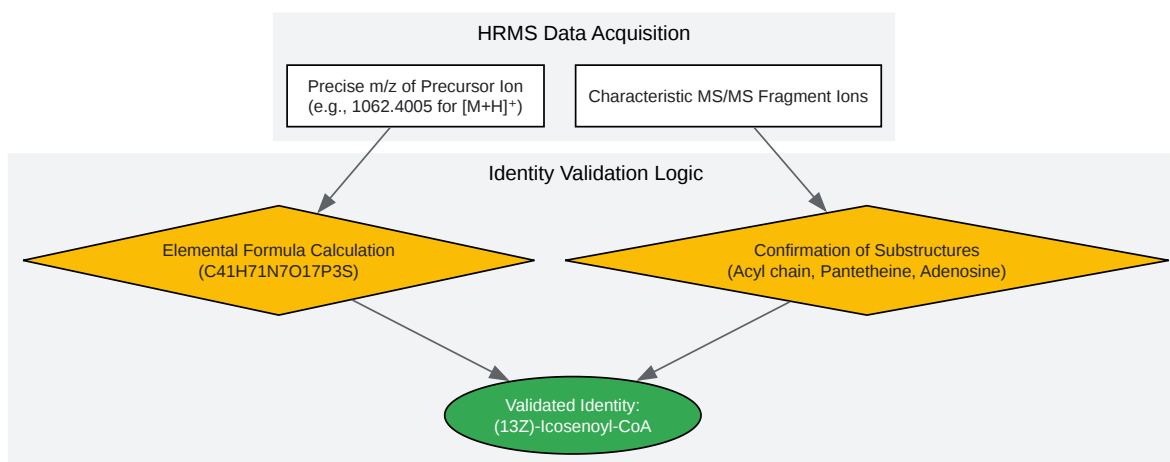 HRMS Data Acquisition
Precise m/z of Precursor Ion
(e.g., 1062.4005 for [M+H]⁺)
Characteristic MS/MS Fragment Ions
Identity Validation Logic
Elemental Formula Calculation
(C41H71N7O17P3S)
Confirmation of Substructures
(Acyl chain, Pantetheine, Adenosine)
Validated Identity:
(13Z)-Icosenoyl-CoA